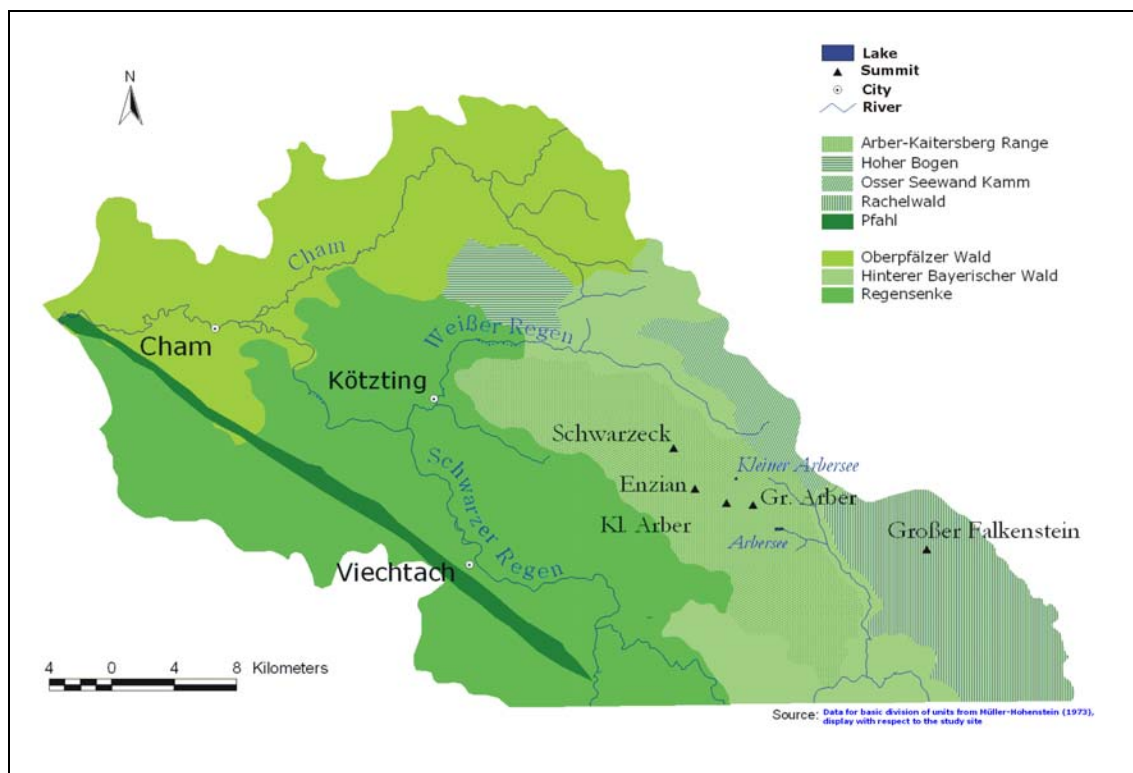 Lake
Summit
City
River
N
Arber-Kaitersberg Range
Hoher Bogen
Osser Seewand Kamm
Rachelwald
Pfahl
Oberpfälzer Wald
Hinterer Bayerischer Wald
Regensenke
Cham
Cham
Weißer Regen
Kötzting
Schwarzeck
Kleiner Arbersee
Schwarzer Regen
Enzian
Gr. Arber
Kl. Arber
Arbersee
Großer Falkenstein
Viechtach
4 0 4 8 Kilometers
Source: Data for basic division of units from Müller-Hohenstein (1973),
display with respect to the study site